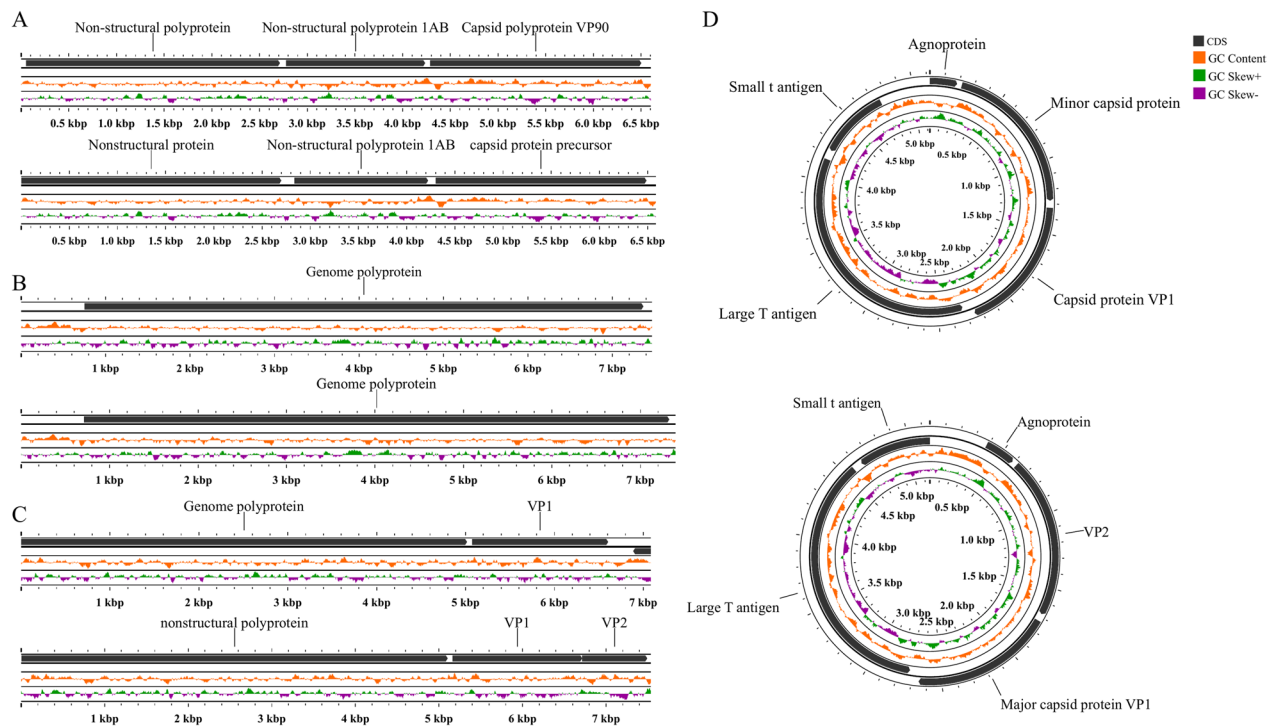 A
Non-structural polyprotein Non-structural polyprotein 1AB Capsid polyprotein VP90
0.5 kbp 1.0 kbp 1.5 kbp 2.0 kbp 2.5 kbp 3.0 kbp 3.5 kbp 4.0 kbp 4.5 kbp 5.0 kbp 5.5 kbp 6.0 kbp 6.5 kbp
Nonstructural protein Non-structural polyprotein 1AB capsid protein precursor
0.5 kbp 1.0 kbp 1.5 kbp 2.0 kbp 2.5 kbp 3.0 kbp 3.5 kbp 4.0 kbp 4.5 kbp 5.0 kbp 5.5 kbp 6.0 kbp 6.5 kbp
B
Genome polyprotein
1 kbp 2 kbp 3 kbp 4 kbp 5 kbp 6 kbp 7 kbp
Genome polyprotein
1 kbp 2 kbp 3 kbp 4 kbp 5 kbp 6 kbp 7 kbp
C
Genome polyprotein VP1
1 kbp 2 kbp 3 kbp 4 kbp 5 kbp 6 kbp 7 kbp
nonstructural polyprotein VP1 VP2
1 kbp 2 kbp 3 kbp 4 kbp 5 kbp 6 kbp 7 kbp
D
CDS
GC Content
GC Skew+
GC Skew-
Agnoprotein
Small t antigen
Minor capsid protein
5.0 kbp
0.5 kbp
4.5 kbp
4.0 kbp
1.0 kbp
1.5 kbp
3.5 kbp
2.0 kbp
3.0 kbp
2.5 kbp
Large T antigen
Capsid protein VP1
Small t antigen
Agnoprotein
VP2
5.0 kbp
0.5 kbp
4.5 kbp
1.0 kbp
4.0 kbp
1.5 kbp
3.5 kbp
2.0 kbp
3.0 kbp
2.5 kbp
Large T antigen
Major capsid protein VP1